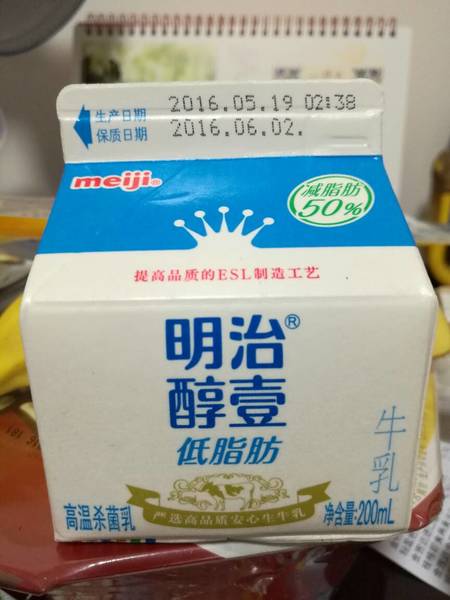 生产日期 2016.05.19 02:38
保质日期 2016.06.02.
meiji®
减脂肪
50%
提高品质的ESL制造工艺
明治®
醇壹
低脂肪
牛乳
高温杀菌乳
严选高品质安心生牛乳
净含量:200mL